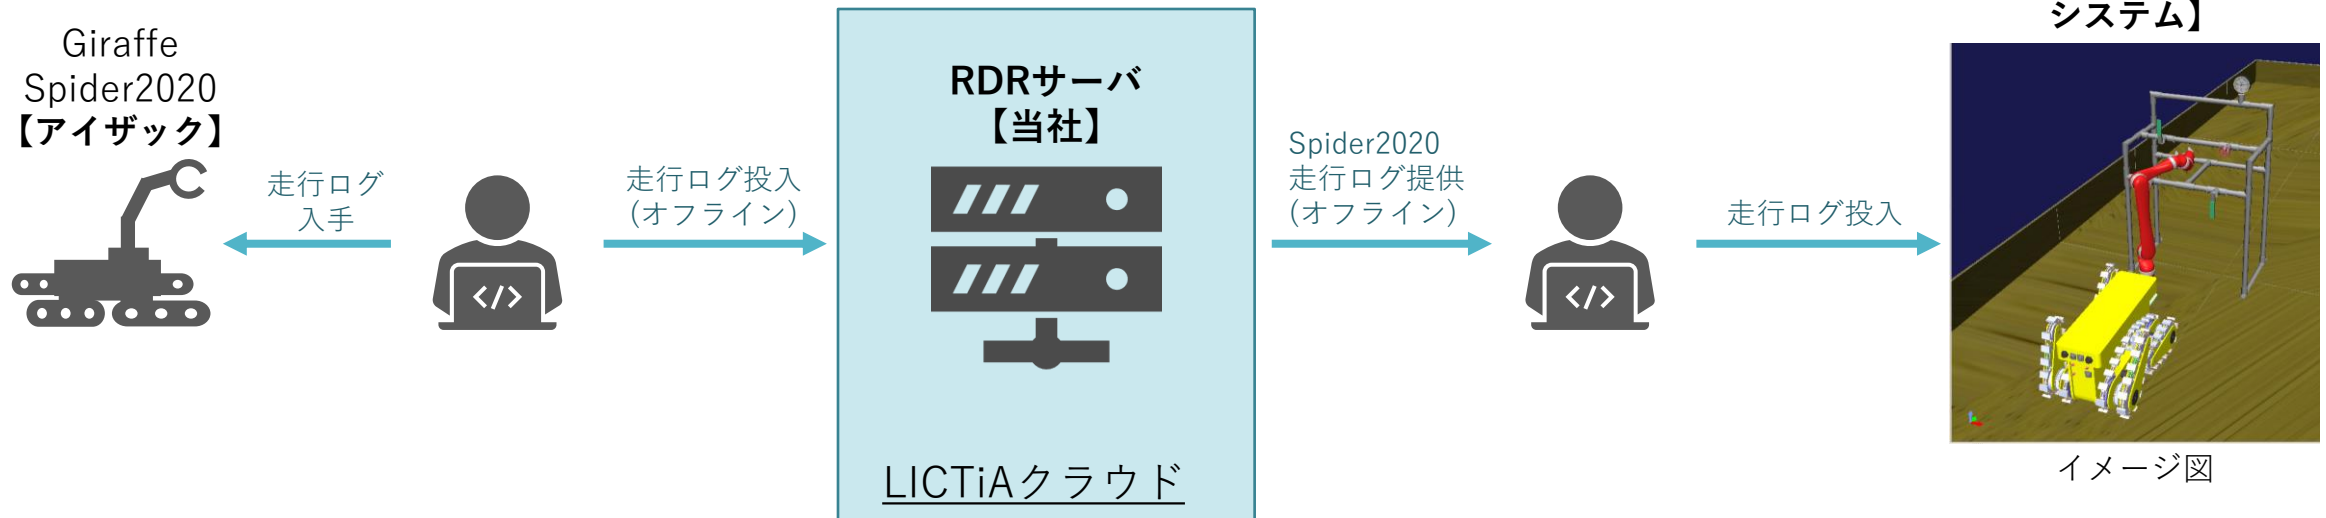 Giraffe
Spider2020
【アイザック】
走行ログ
入手
走行ログ投入
(オフライン)
RDRサーバ
【当社】
LICTiAクラウド
Spider2020
走行ログ提供
(オフライン)
走行ログ投入
システム】
イメージ図